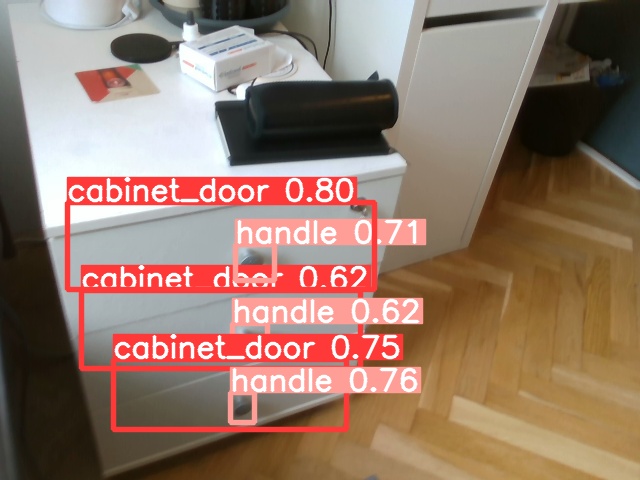 cabinet_door 0.80
handle 0.71
cabinet_door 0.62
handle 0.62
cabinet_door 0.75
handle 0.76